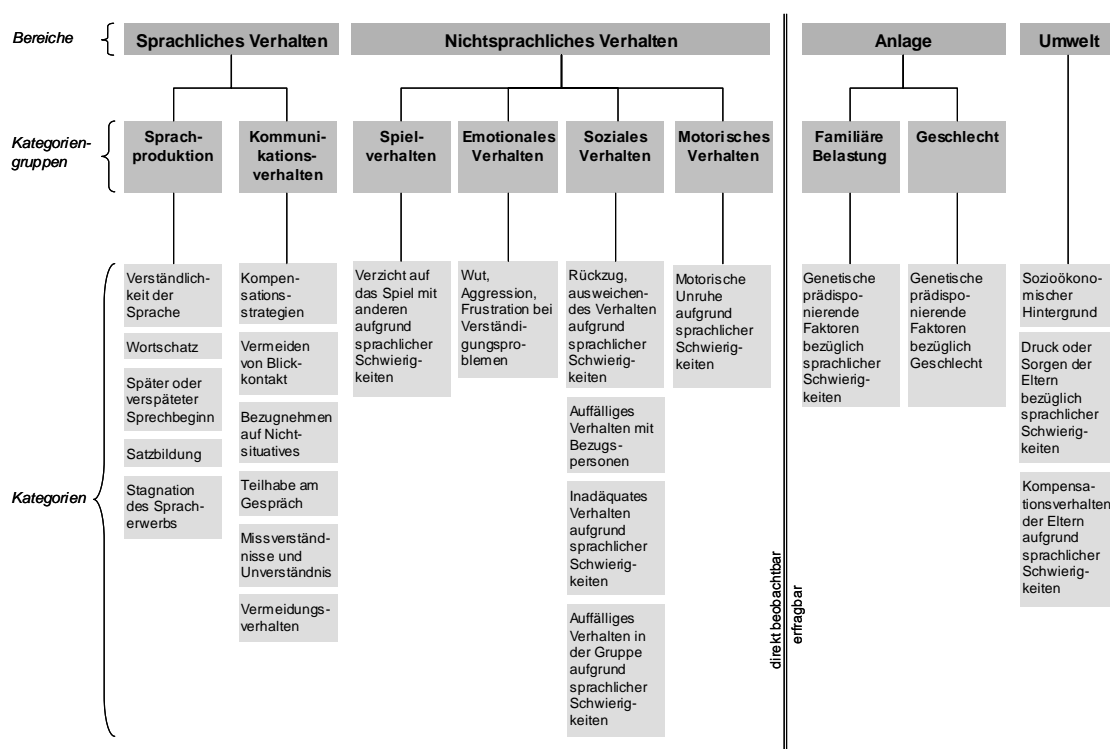 Bereiche
Sprachliches Verhalten
Nichtsprachliches Verhalten
Anlage
Umwelt
Kategorien-
gruppen
Sprach-
produktion
Kommuni-
kations-
verhalten
Spiel-
verhalten
Emotionales
Verhalten
Soziales
Verhalten
Motorisches
Verhalten
Familiäre
Belastung
Geschlecht
Kategorien
Verständlich-
keit der
Sprache
Wortschatz
Später oder
verspäteter
Sprechbeginn
Satzbildung
Stagnation
des Sprach-
erwerbs
Kompen-
sations-
strategien
Vermeiden
von Blick-
kontakt
Bezugnehmen
auf Nicht-
situatives
Teilhabe am
Gespräch
Missverständ-
nisse und
Unverständnis
Vermeidungs-
verhalten
Verzicht auf
das Spiel mit
anderen
aufgrund
sprachlicher
Schwierig-
keiten
Wut,
Aggression,
Frustration bei
Verständi-
gungspro-
blemen
Rückzug,
ausweichen-
des Verhalten
aufgrund
sprachlicher
Schwierig-
keiten
Auffälliges
Verhalten mit
Bezugs-
personen
Inadäquates
Verhalten
aufgrund
sprachlicher
Schwierig-
keiten
Auffälliges
Verhalten in
der Gruppe
aufgrund
sprachlicher
Schwierig-
keiten
Motorische
Unruhe
aufgrund
sprachlicher
Schwierig-
keiten
direkt beobachtbar
erfragbar
Genetische
prädispo-
nierende
Faktoren
bezüglich
sprachlicher
Schwierig-
keiten
Genetische
prädispo-
nierende
Faktoren
bezüglich
Geschlecht
Sozioökono-
mischer
Hintergrund
Druck oder
Sorgen der
Eltern
bezüglich
sprachlicher
Schwierig-
keiten
Kompensa-
tionsverhalten
der Eltern
aufgrund
sprachlicher
Schwierig-
keiten